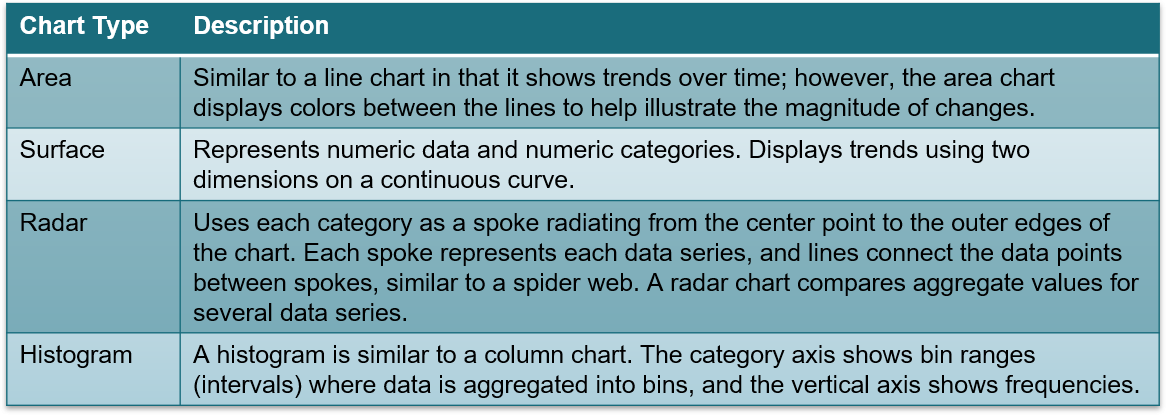 Chart Type Description
Area Similar to a line chart in that it shows trends over time; however, the area chart
displays colors between the lines to help illustrate the magnitude of changes.
Surface Represents numeric data and numeric categories. Displays trends using two
dimensions on a continuous curve.
Radar Uses each category as a spoke radiating from the center point to the outer edges of
the chart. Each spoke represents each data series, and lines connect the data points
between spokes, similar to a spider web. A radar chart compares aggregate values for
several data series.
Histogram A histogram is similar to a column chart. The category axis shows bin ranges
(intervals) where data is aggregated into bins, and the vertical axis shows frequencies.